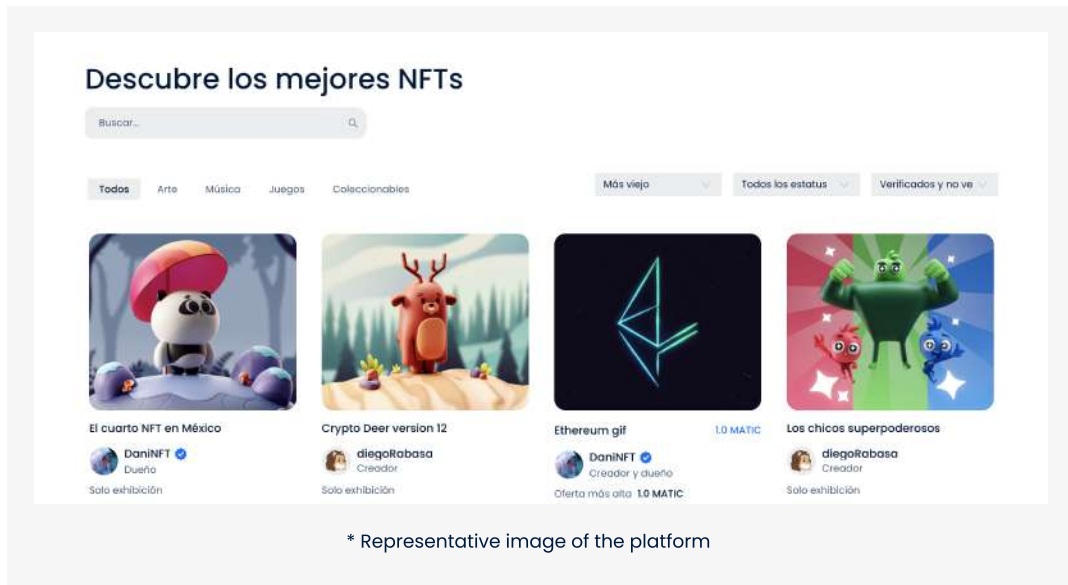 Descubre los mejores NFTs
Buscar...
Todos Arte Música Juegos Coleccionables
Más viejo Todos los estatus Verificados y no ve
El cuarto NFT en México
DaniNFT
Dueño
Solo exhibición
Crypto Deer version 12
diegoRabasa
Creador
Solo exhibición
Ethereum gif 1.0 MATIC
DaniNFT
Creador y dueño
Oferta más alta 1.0 MATIC
Los chicos superpoderosos
diegoRabasa
Creador
Solo exhibición
* Representative image of the platform